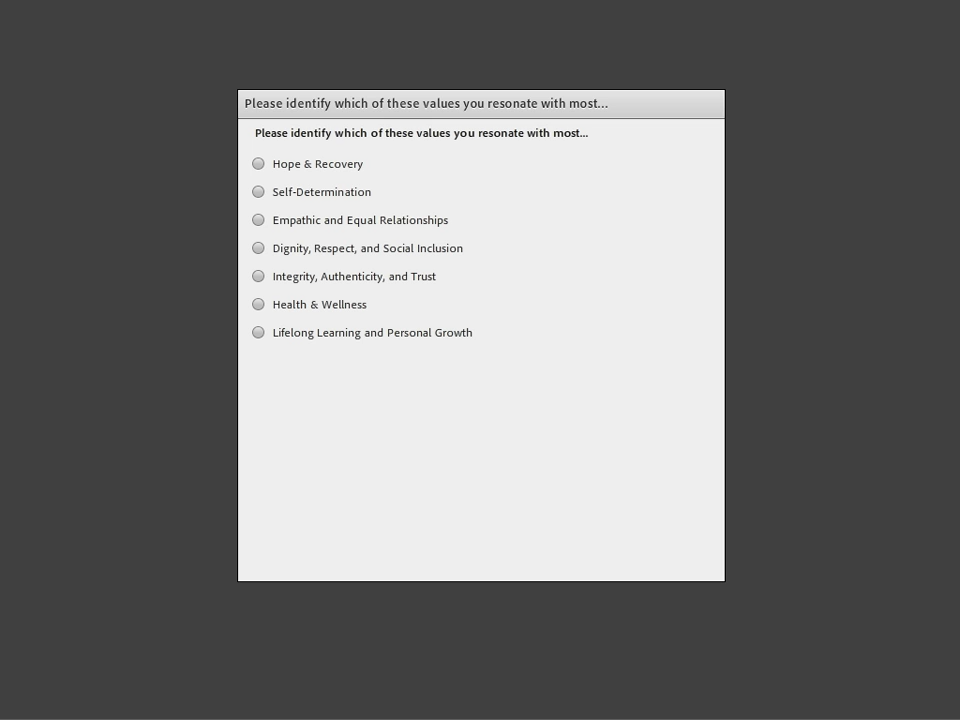 Please identify which of these values you resonate with most...
Please identify which of these values you resonate with most...
Hope & Recovery
Self-Determination
Empathic and Equal Relationships
Dignity, Respect, and Social Inclusion
Integrity, Authenticity, and Trust
Health & Wellness
Lifelong Learning and Personal Growth